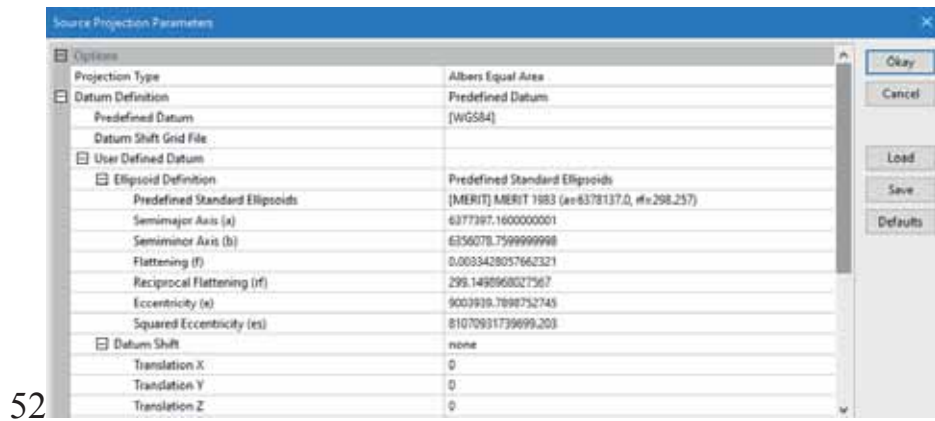 Source Projection Parameters
Options
Okay
Projection Type Albers Equal Area
Datum Definition Predefined Datum
Cancel
Predefined Datum [WGS84]
Datum Shift Grid File
User Defined Datum
Load
Ellipsoid Definition Predefined Standard Ellipsoids
Save
Predefined Standard Ellipsoids [MERIT] MERIT 1983 (a=6378137.0, rf=298.257)
Semimajor Axis (a) 6377397.1600000001
Defaults
Semiminor Axis (b) 6356078.7599999998
Flattening (f) 0.0033428057662321
Reciprocal Flattening (rf) 299.1498968027567
Eccentricity (e) 9003939.7898752745
Squared Eccentricity (es) 81070931739699.203
Datum Shift none
Translation X 0
Translation Y 0
Translation Z 0
52